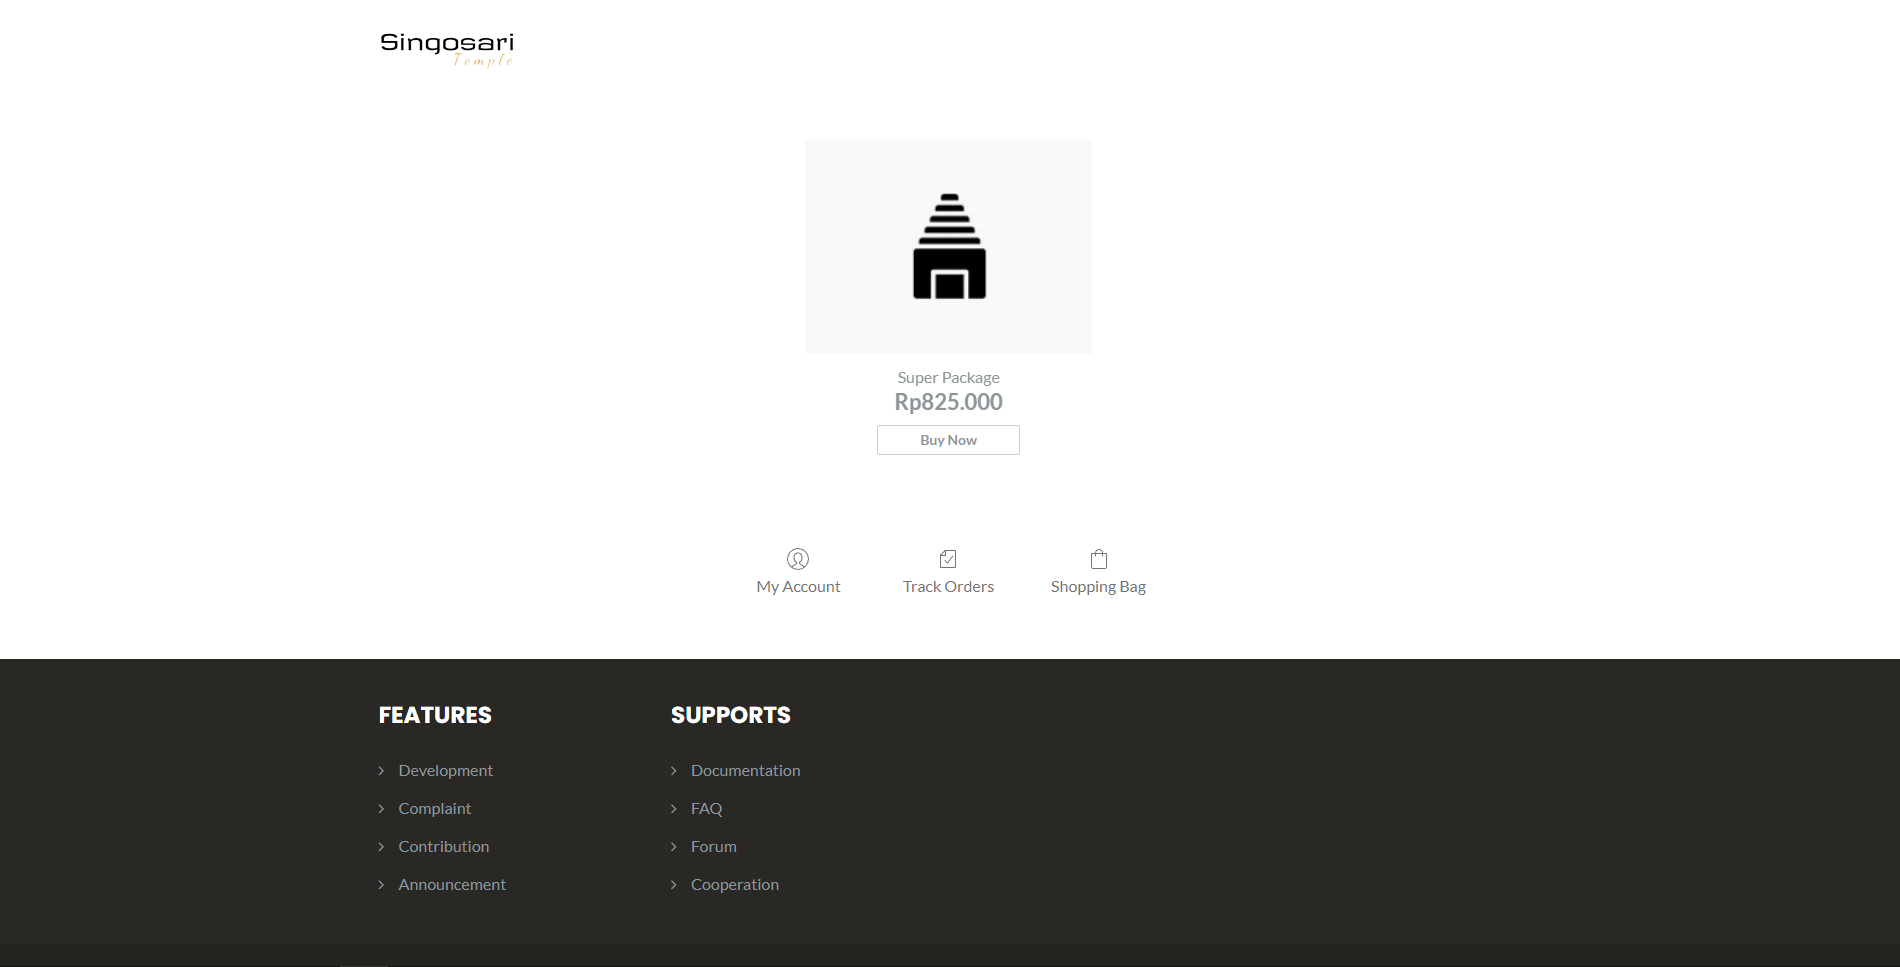 Singosari
Temple
Super Package
Rp825.000
Buy Now
My Account
Track Orders
Shopping Bag
FEATURES
Development
Complaint
Contribution
Announcement
SUPPORTS
Documentation
FAQ
Forum
Cooperation